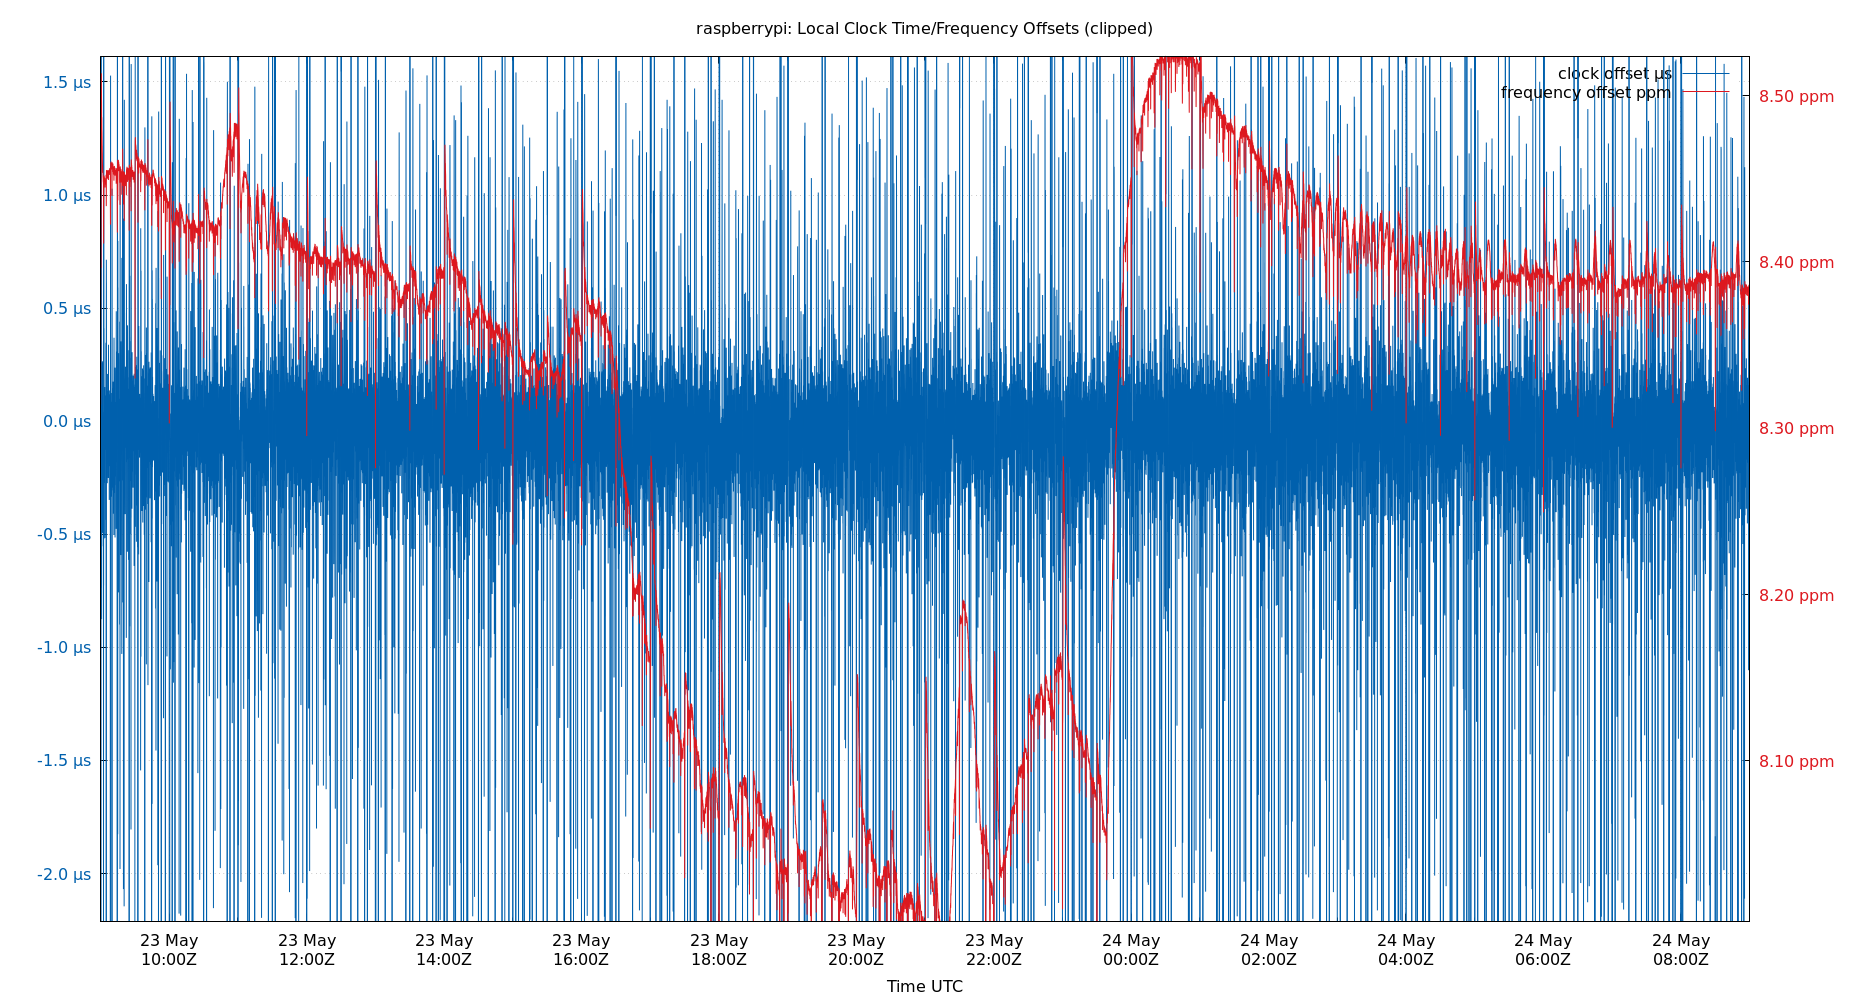 raspberrypi: Local Clock Time/Frequency Offsets (clipped)
clock offset µs
frequency offset ppm
1.5 µs
1.0 µs
0.5 µs
0.0 µs
-0.5 µs
-1.0 µs
-1.5 µs
-2.0 µs
8.50 ppm
8.40 ppm
8.30 ppm
8.20 ppm
8.10 ppm
23 May 23 May 23 May 23 May 23 May 23 May 23 May 24 May 24 May 24 May 24 May 24 May
10:00Z 12:00Z 14:00Z 16:00Z 18:00Z 20:00Z 22:00Z 00:00Z 02:00Z 04:00Z 06:00Z 08:00Z
Time UTC